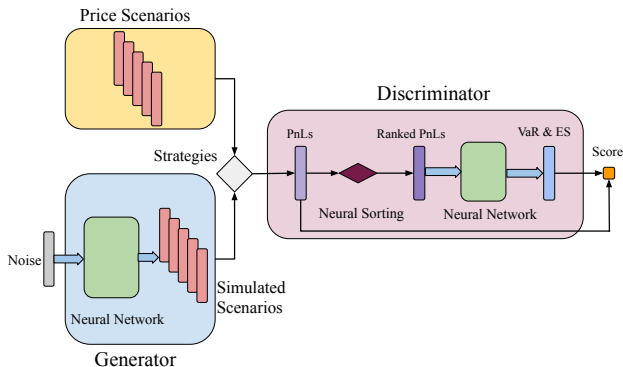 Price Scenarios
Discriminator
PnLs
Ranked PnLs
VaR & ES
Score
Strategies
Neural Sorting
Neural Network
Noise
Simulated
Scenarios
Neural Network
Generator